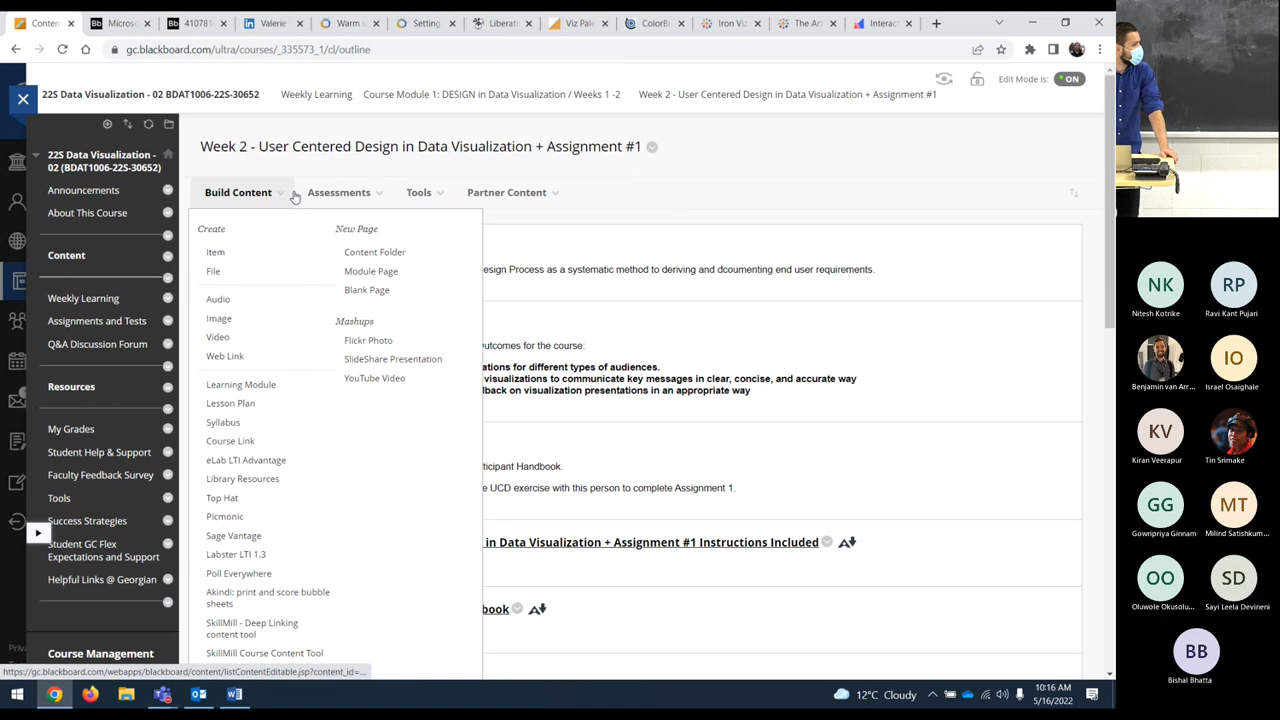 Content
Microso
410781
Valerie
Warm u
Setting
Liberati
Viz Pale
ColorBr
Iron Viz
The Art
Interact
gc.blackboard.com/ultra/courses/_335573_1/cl/outline
22S Data Visualization - 02 BDAT1006-22S-30652
Weekly Learning
Course Module 1: DESIGN in Data Visualization / Weeks 1 -2
Week 2 - User Centered Design in Data Visualization + Assignment #1
Edit Mode is:
ON
22S Data Visualization -
02 (BDAT1006-22S-30652)
Announcements
About This Course
Content
Weekly Learning
Assignments and Tests
Q&A Discussion Forum
Resources
My Grades
Student Help & Support
Faculty Feedback Survey
Tools
Success Strategies
Student GC Flex
Expectations and Support
Helpful Links @ Georgian
Course Management
Week 2 - User Centered Design in Data Visualization + Assignment #1
Build Content
Assessments
Tools
Partner Content
Create
Item
File
Audio
Image
Video
Web Link
Learning Module
Lesson Plan
Syllabus
Course Link
eLab LTI Advantage
Library Resources
Top Hat
Picmonic
Sage Vantage
Labster LTI 1.3
Poll Everywhere
Akindi: print and score bubble
sheets
SkillMill - Deep Linking
content tool
SkillMill Course Content Tool
New Page
Content Folder
Module Page
Blank Page
Mashups
Flickr Photo
SlideShare Presentation
YouTube Video
esign Process as a systematic method to deriving and dcoumenting end user requirements.
utcomes for the course:
ations for different types of audiences.
visualizations to communicate key messages in clear, concise, and accurate way
dback on visualization presentations in an appropriate way
ticipant Handbook.
e UCD exercise with this person to complete Assignment 1.
in Data Visualization + Assignment #1 Instructions Included
book
https://gc.blackboard.com/webapps/blackboard/content/listContentEditable.jsp?content_id=...
12°C Cloudy
10:16 AM
5/16/2022
NK
Nitesh Kotrike
RP
Ravi Kant Pujari
Benjamin van Arr...
IO
Israel Osaighale
KV
Kiran Veerapur
Tin Srimake
GG
Gowripriya Ginnam
MT
Milind Satishkum...
OO
Oluwole Okusolu...
SD
Sayi Leela Devineni
BB
Bishal Bhatta